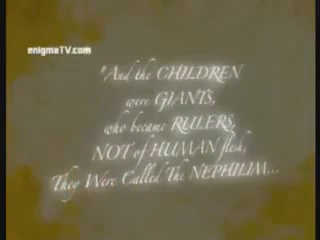 enigmaTV.com
"And the CHILDREN
were GIANTS,
who became RULERS,
NOT of HUMAN flesh,
They Were Called The NEPHILIM...